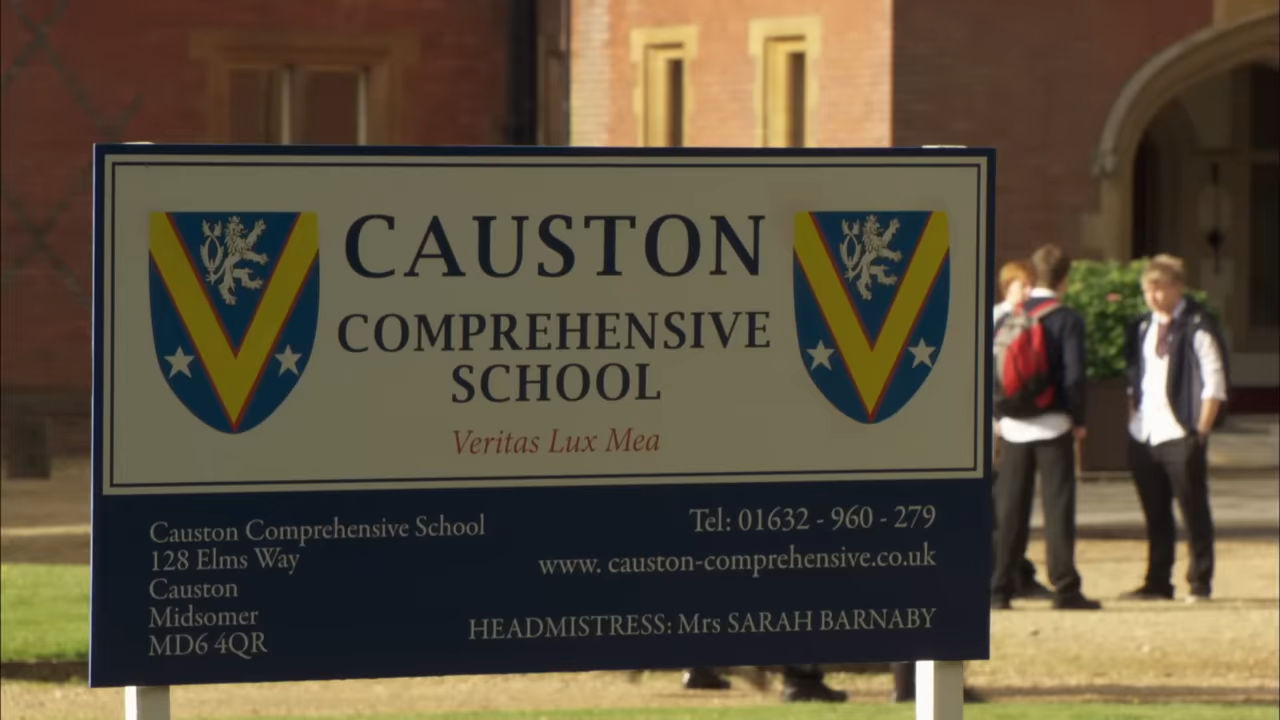 CAUSTON
COMPREHENSIVE
SCHOOL
Veritas Lux Mea
Causton Comprehensive School
128 Elms Way
Causton
Midsomer
MD6 4QR
Tel: 01632 - 960 - 279
www. causton-comprehensive.co.uk
HEADMISTRESS: Mrs SARAH BARNABY